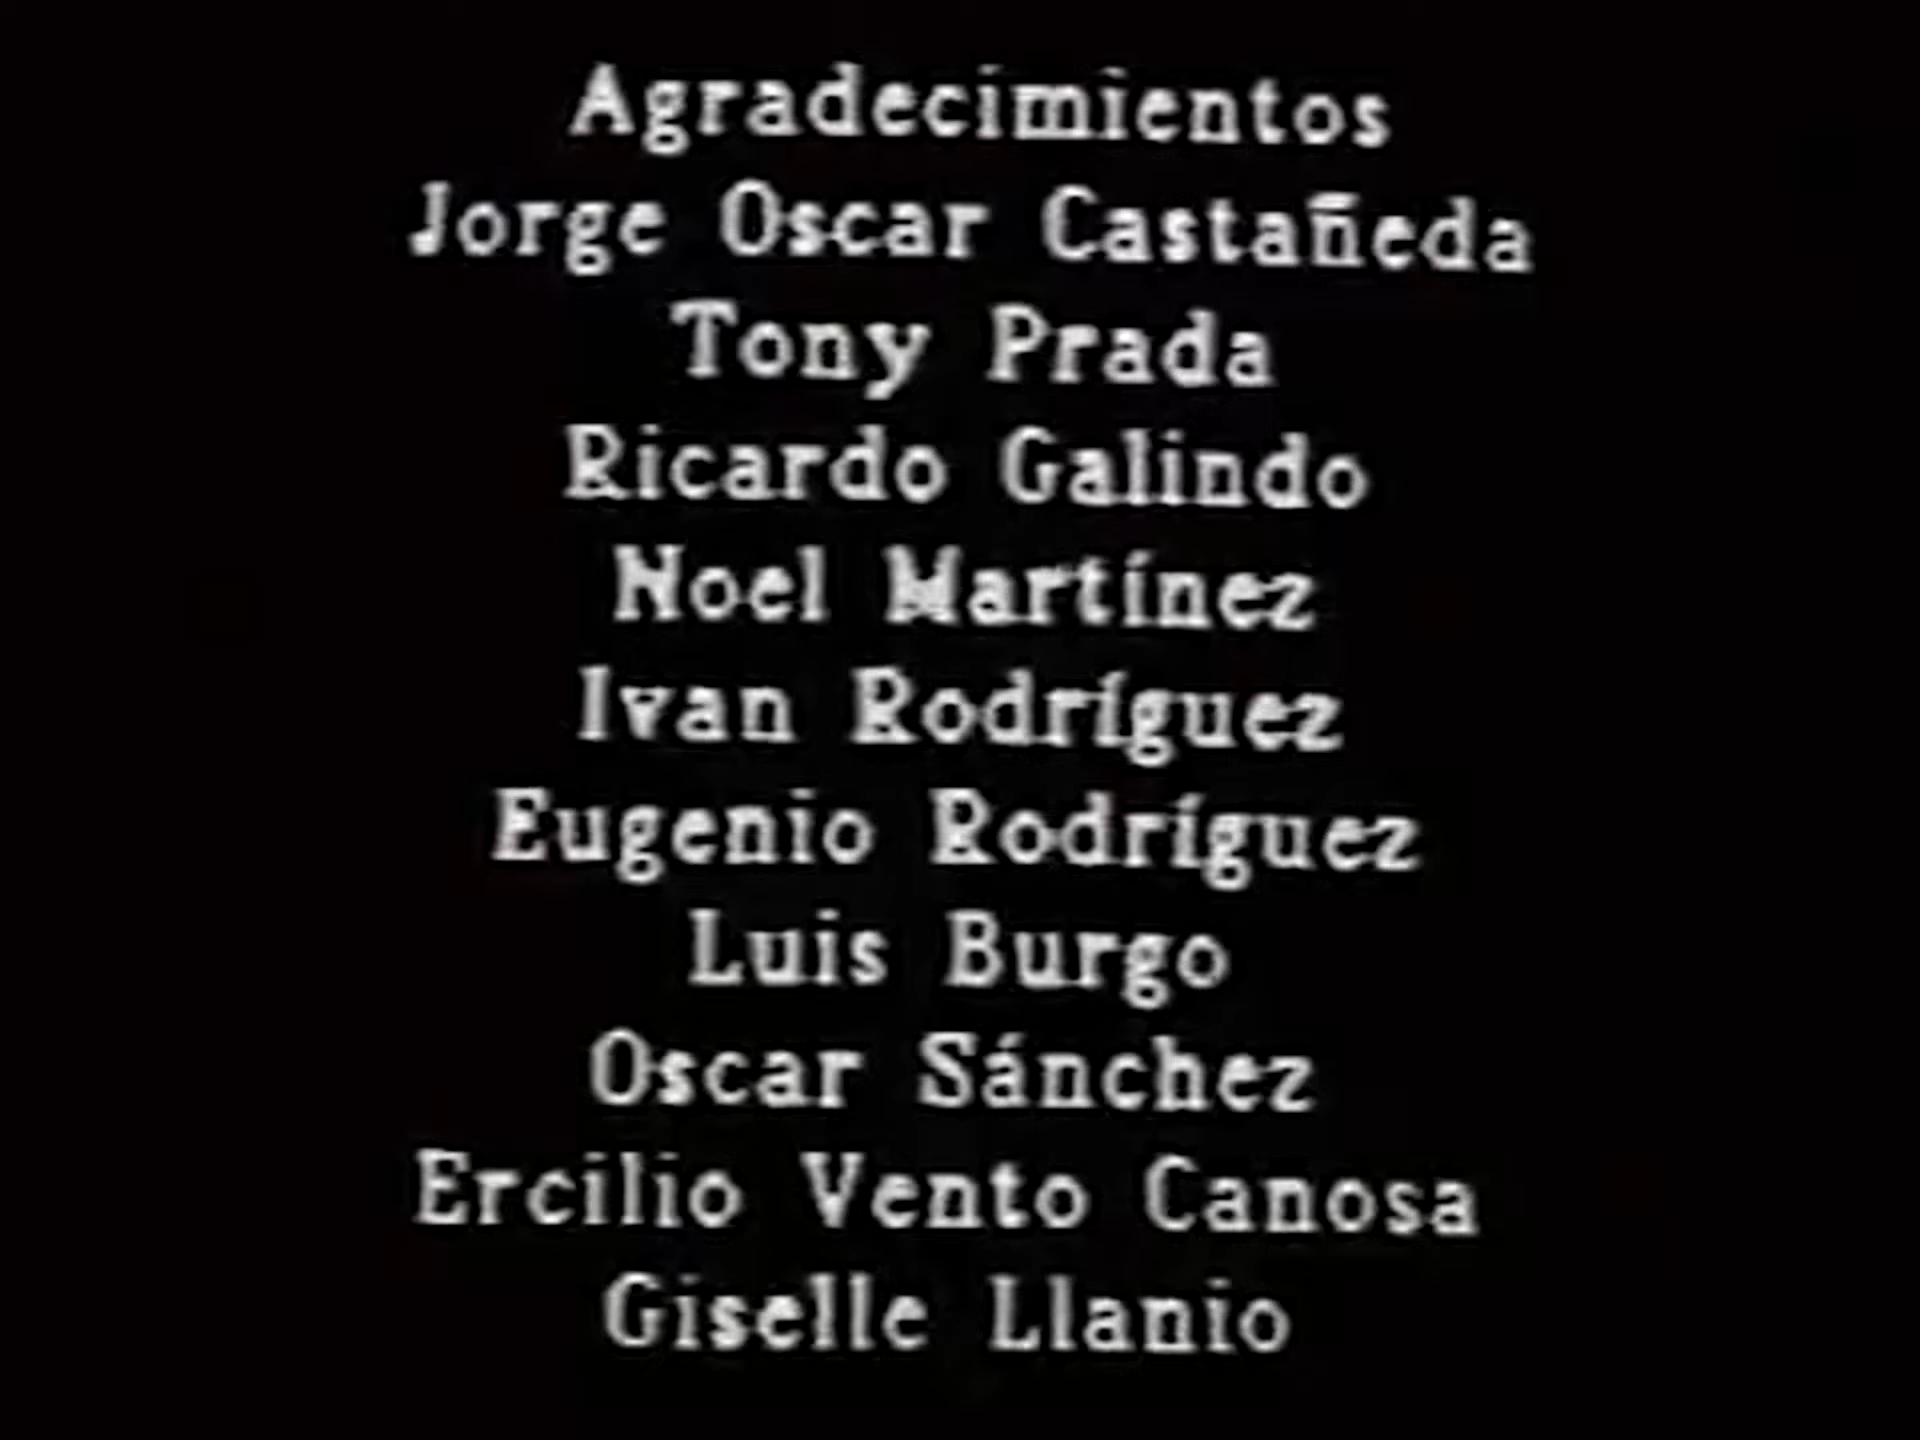 Agradecimientos
Jorge Oscar Castañeda
Tony Prada
Ricardo Galindo
Noel Martínez
Ivan Rodríguez
Eugenio Rodríguez
Luis Burgo
Oscar Sánchez
Ercilio Vento Canosa
Giselle Llanio